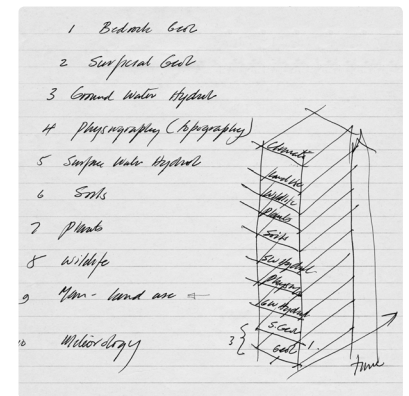 1 Bedrock Geol
2 Surficial Geol
3 Ground Water Hydrol
4 Physiography (topography)
5 Surface Water Hydrol
6 Soils
7 Plants
8 Wildlife
9 Man - land use
10 Meteorology
Climate
Land Use
Wildlife
Plants
Soils
SW Hydrol.
Physiog
GW Hydrol
S. Geol
3 { Geol 1.
time